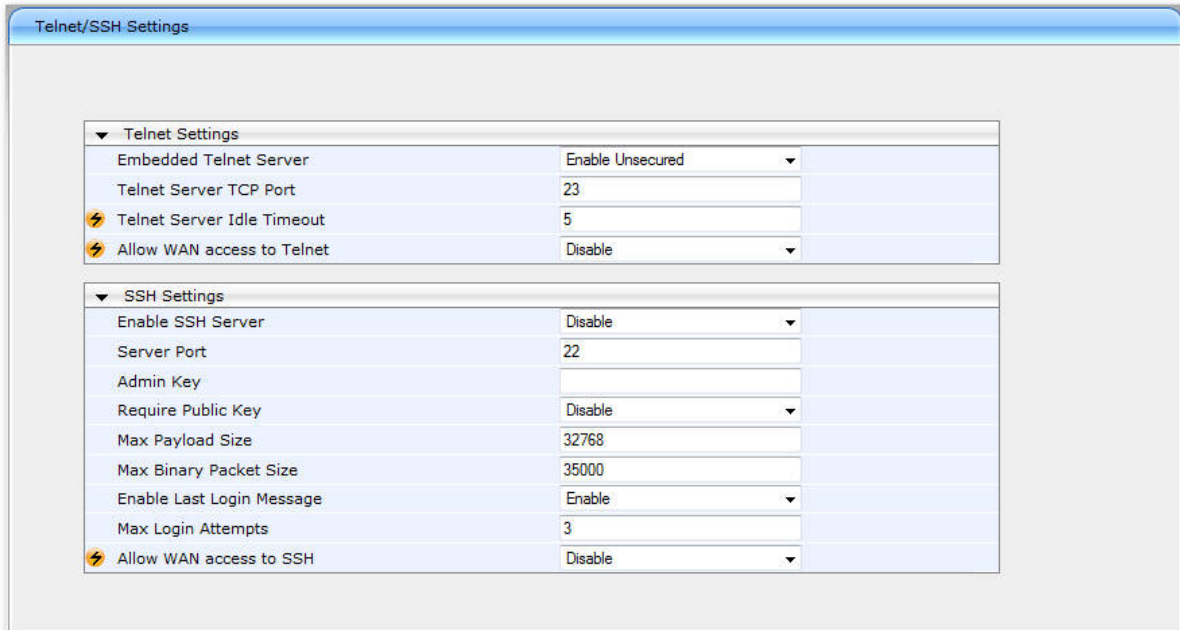 Telnet/SSH Settings
Telnet Settings
Embedded Telnet Server Enable Unsecured
Telnet Server TCP Port 23
Telnet Server Idle Timeout 5
Allow WAN access to Telnet Disable
SSH Settings
Enable SSH Server Disable
Server Port 22
Admin Key
Require Public Key Disable
Max Payload Size 32768
Max Binary Packet Size 35000
Enable Last Login Message Enable
Max Login Attempts 3
Allow WAN access to SSH Disable